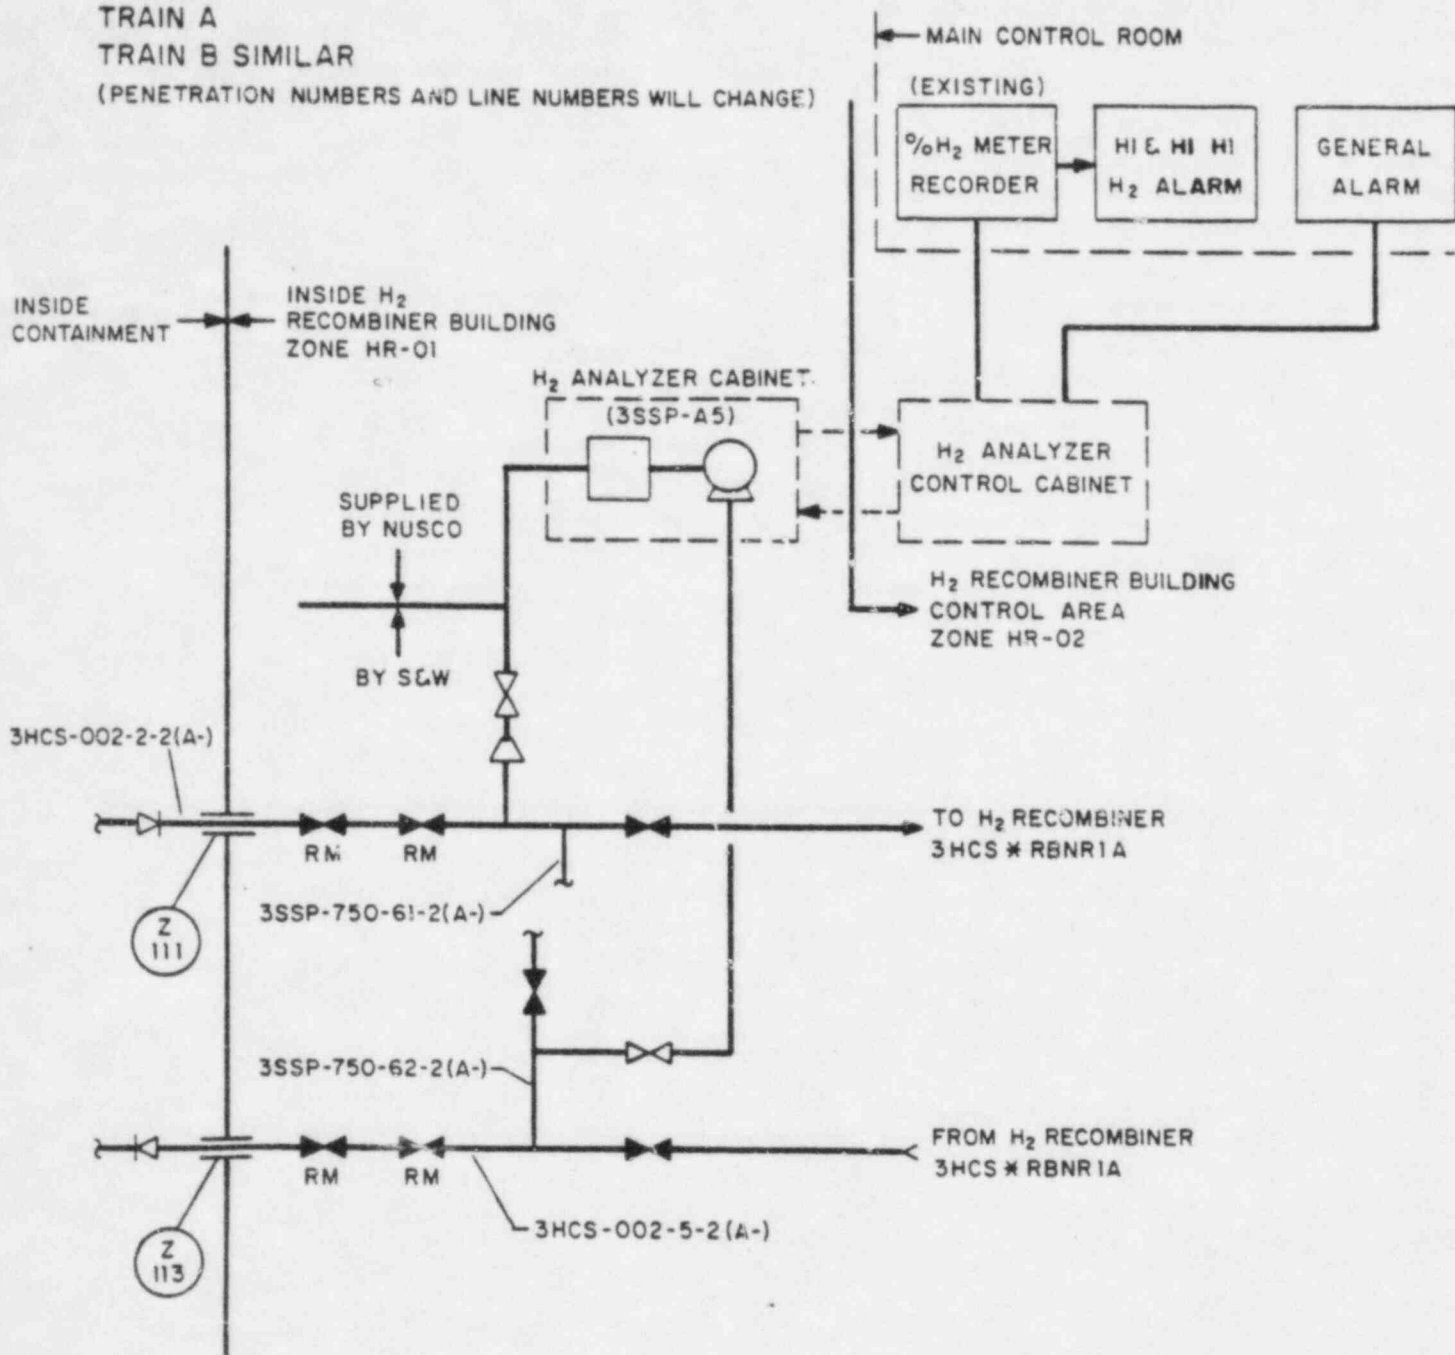 TRAIN A
TRAIN B SIMILAR
(PENETRATION NUMBERS AND LINE NUMBERS WILL CHANGE)
MAIN CONTROL ROOM
(EXISTING)
%H₂ METER
RECORDER
HI & HI HI
H₂ ALARM
GENERAL
ALARM
INSIDE
CONTAINMENT
INSIDE H₂
RECOMBINER BUILDING
ZONE HR-01
H₂ ANALYZER CABINET
(3SSP-A5)
H₂ ANALYZER
CONTROL CABINET
SUPPLIED
BY NUSCO
BY S&W
H₂ RECOMBINER BUILDING
CONTROL AREA
ZONE HR-02
3HCS-002-2-2(A-)
RM
RM
TO H₂ RECOMBINER
3HCS * RBNR1A
Z
111
3SSP-750-61-2(A-)
3SSP-750-62-2(A-)
RM
RM
FROM H₂ RECOMBINER
3HCS * RBNR1A
3HCS-002-5-2(A-)
Z
113